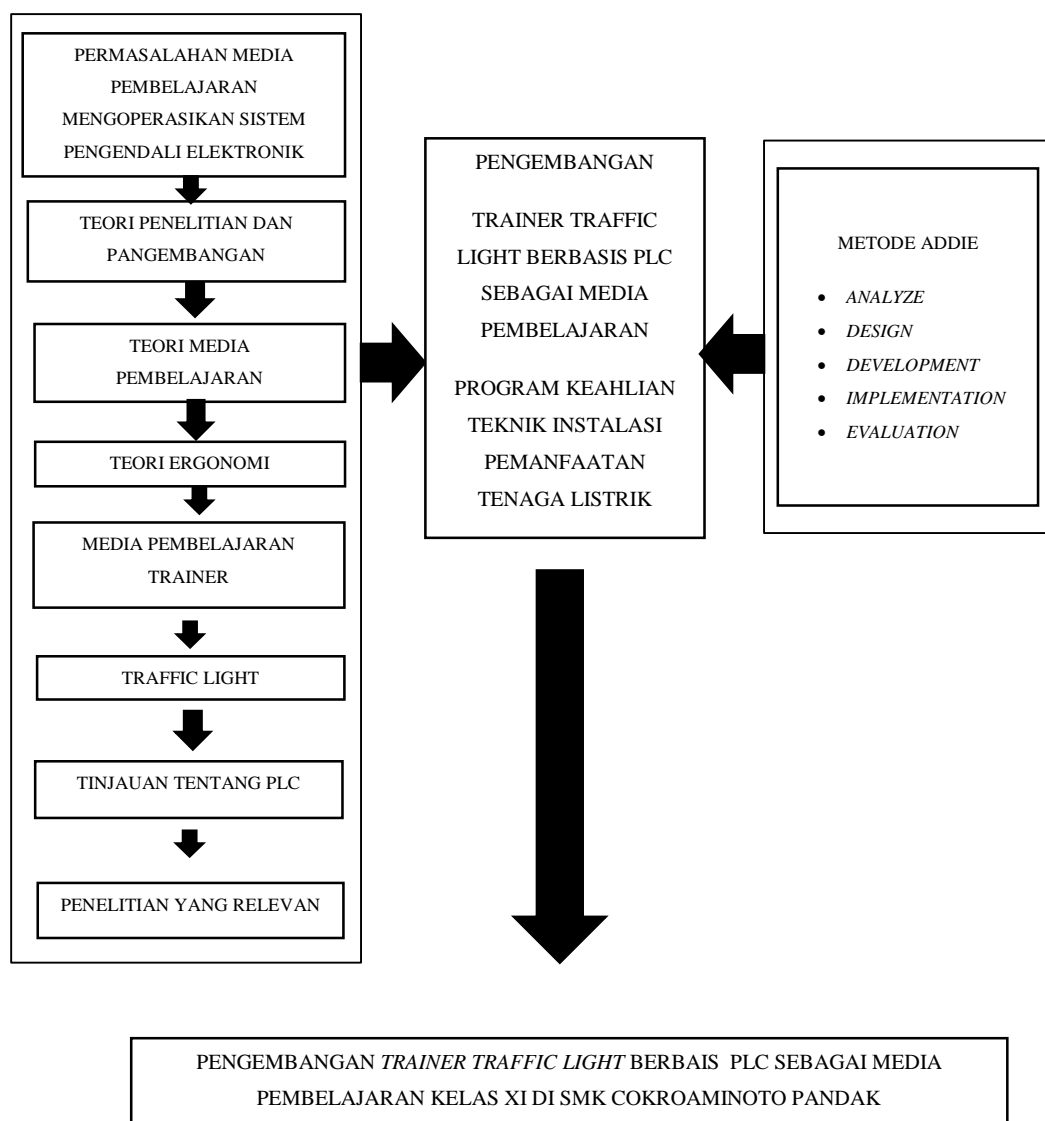 PERMASALAHAN MEDIA
PEMBELAJARAN
MENGOPERASIKAN SISTEM
PENGENDALI ELEKTRONIK
TEORI PENELITIAN DAN
PANGEMBANGAN
TEORI MEDIA
PEMBELAJARAN
TEORI ERGONOMI
MEDIA PEMBELAJARAN
TRAINER
TRAFFIC LIGHT
TINJAUAN TENTANG PLC
PENELITIAN YANG RELEVAN
PENGEMBANGAN
TRAINER TRAFFIC
LIGHT BERBASIS PLC
SEBAGAI MEDIA
PEMBELAJARAN
PROGRAM KEAHLIAN
TEKNIK INSTALASI
PEMANFAATAN
TENAGA LISTRIK
METODE ADDIE
• ANALYZE
• DESIGN
• DEVELOPMENT
• IMPLEMENTATION
• EVALUATION
PENGEMBANGAN TRAINER TRAFFIC LIGHT BERBAIS PLC SEBAGAI MEDIA
PEMBELAJARAN KELAS XI DI SMK COKROAMINOTO PANDAK